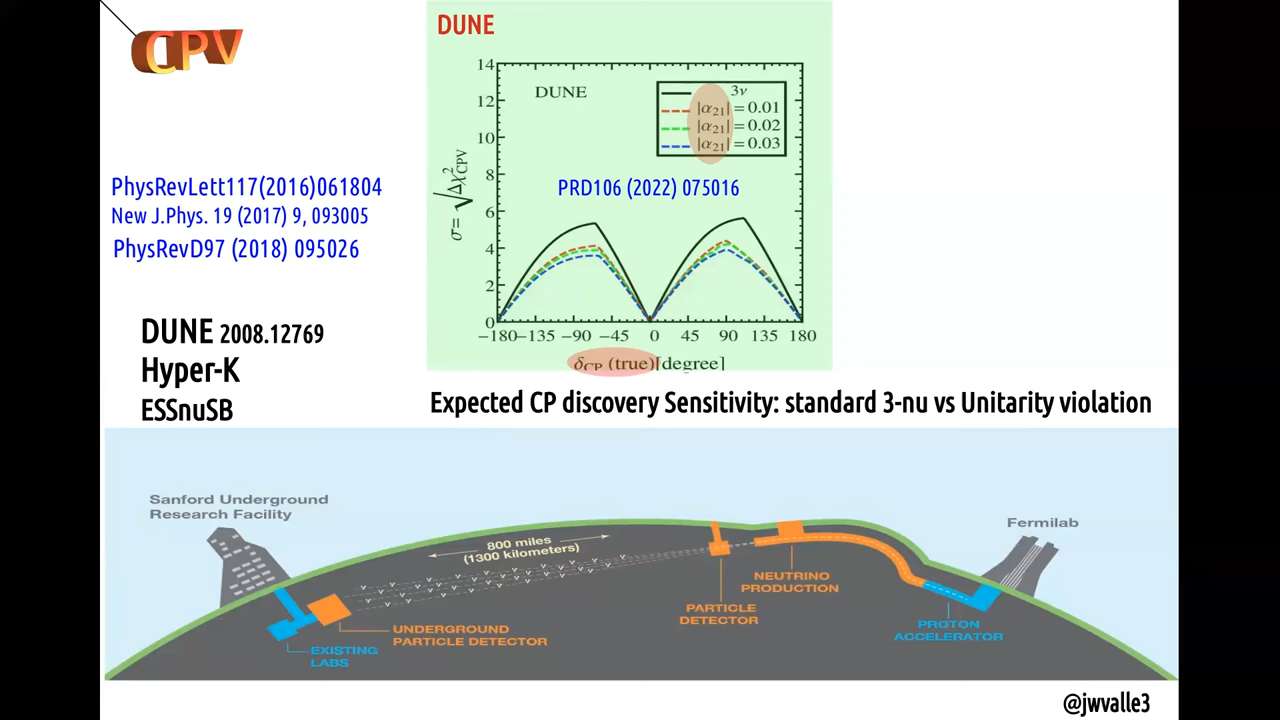 CPV
DUNE
14
12
10
8
6
4
2
0
DUNE
3ν
|α21| = 0.01
|α21| = 0.02
|α21| = 0.03
σ = √Δχ²CPV
PRD106 (2022) 075016
−180 −135 −90 −45 0 45 90 135 180
δCP (true) [degree]
PhysRevLett117(2016)061804
New J.Phys. 19 (2017) 9, 093005
PhysRevD97 (2018) 095026
DUNE 2008.12769
Hyper-K
ESSnuSB
Expected CP discovery Sensitivity: standard 3-nu vs Unitarity violation
Sanford Underground
Research Facility
800 miles
(1300 kilometers)
Fermilab
NEUTRINO
PRODUCTION
PARTICLE
DETECTOR
PROTON
ACCELERATOR
UNDERGROUND
PARTICLE DETECTOR
EXISTING
LABS
@jwvalle3